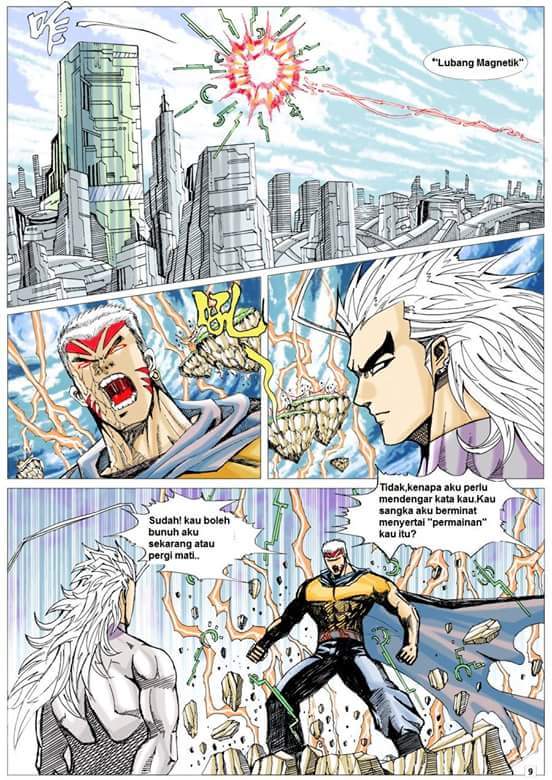 "Lubang Magnetik"
吼
Sudah! kau boleh
bunuh aku
sekarang atau
pergi mati..
Tidak,kenapa aku perlu
mendengar kata kau.Kau
sangka aku berminat
menyertai "permainan"
kau itu?
9